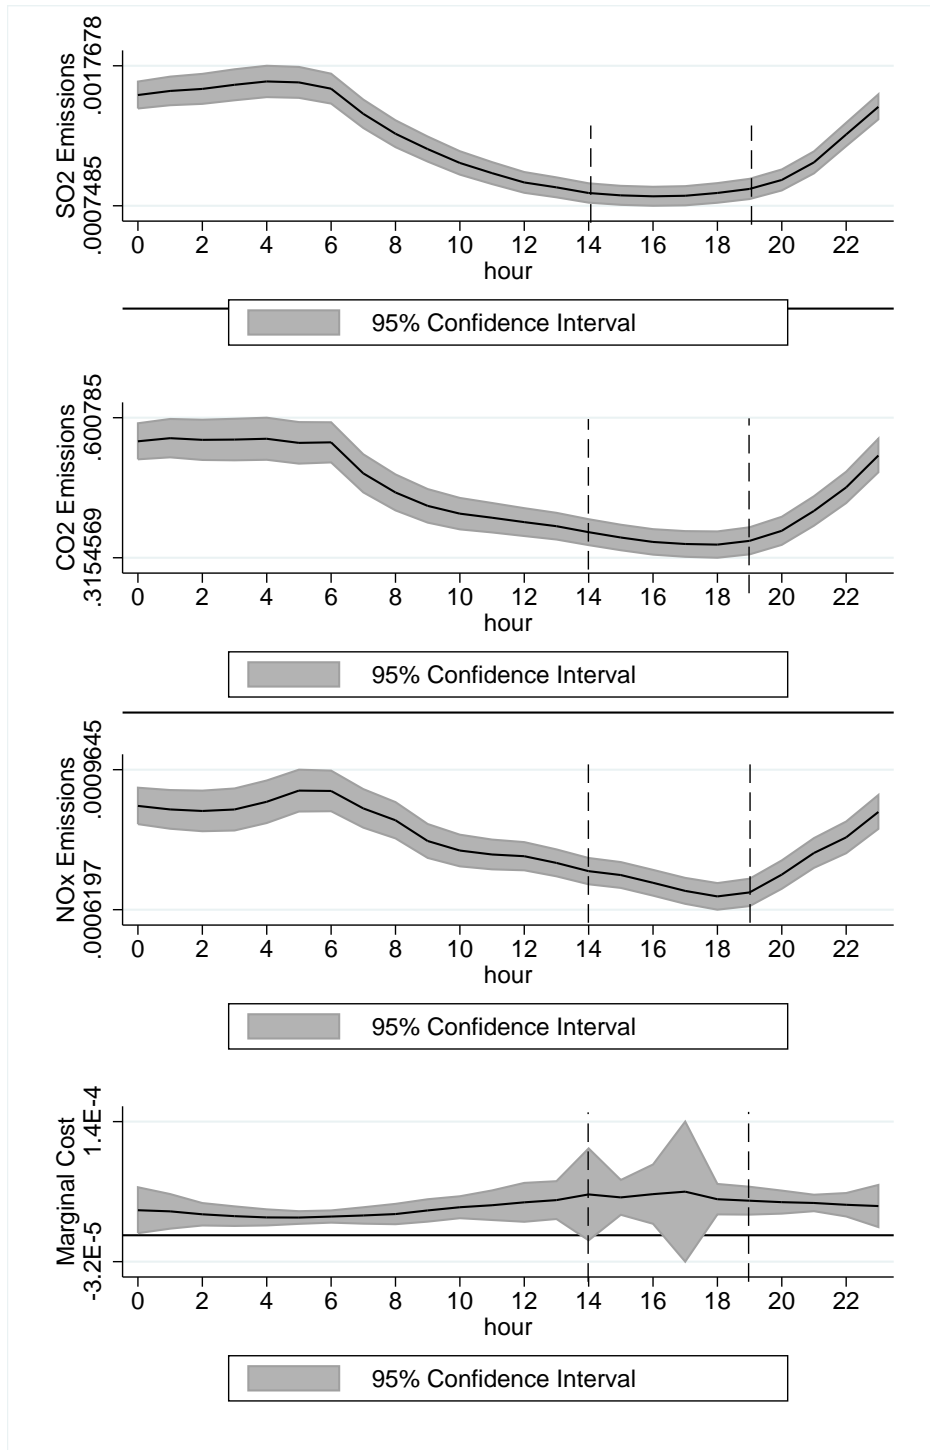 SO2 Emissions
.0007485 .0017678
0 2 4 6 8 10 12 14 16 18 20 22
hour
95% Confidence Interval
CO2 Emissions
.3154569 .600785
0 2 4 6 8 10 12 14 16 18 20 22
hour
95% Confidence Interval
NOx Emissions
.0006197 .0009645
0 2 4 6 8 10 12 14 16 18 20 22
hour
95% Confidence Interval
Marginal Cost
-3.2E-5 1.4E-4
0 2 4 6 8 10 12 14 16 18 20 22
hour
95% Confidence Interval